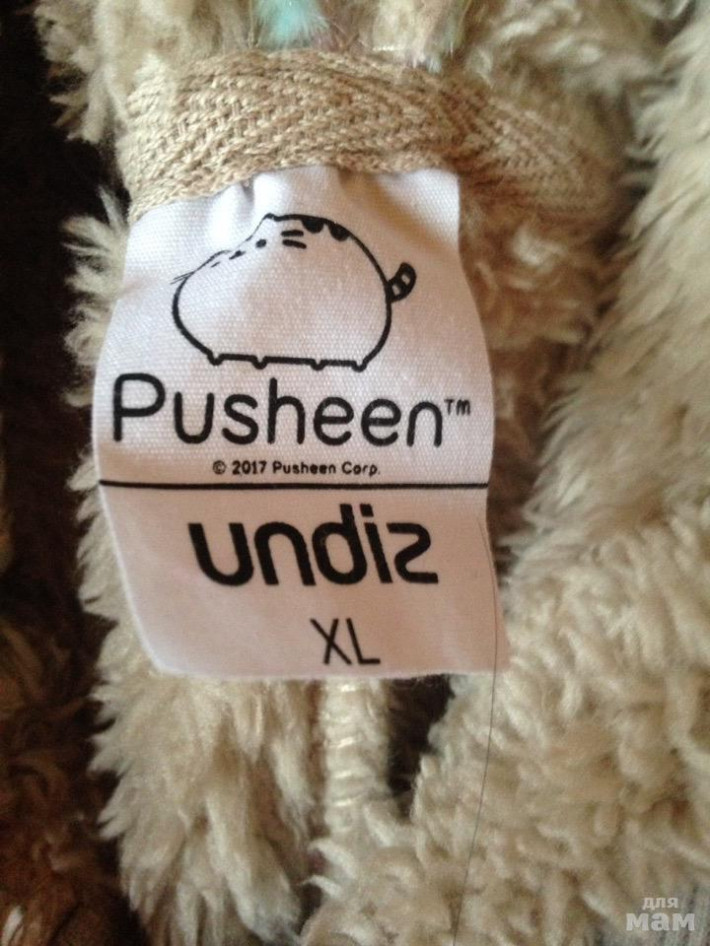 Pusheen™
© 2017 Pusheen Corp.
undiz
XL
для
мам